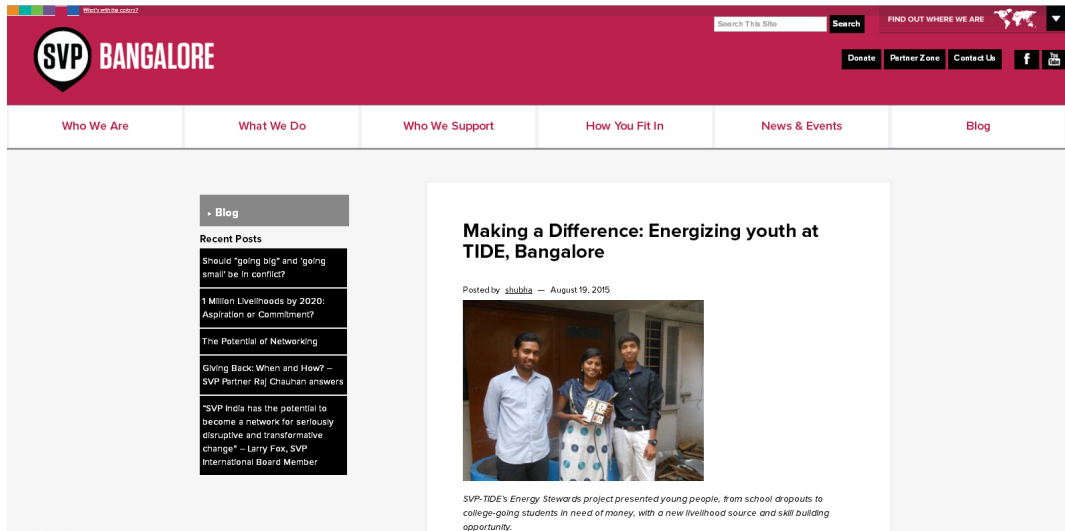 What's with the colors?
Search This Site
Search
FIND OUT WHERE WE ARE
SVP BANGALORE
Donate
Partner Zone
Contact Us
f
You Tube
Who We Are
What We Do
Who We Support
How You Fit In
News & Events
Blog
Blog
Recent Posts
Should "going big" and 'going
small' be in conflict?
1 Million Livelihoods by 2020:
Aspiration or Commitment?
The Potential of Networking
Giving Back: When and How? –
SVP Partner Raj Chauhan answers
"SVP India has the potential to
become a network for seriously
disruptive and transformative
change" – Larry Fox, SVP
International Board Member
Making a Difference: Energizing youth at
TIDE, Bangalore
Posted by shubha — August 19, 2015
SVP-TIDE's Energy Stewards project presented young people, from school dropouts to
college-going students in need of money, with a new livelihood source and skill building
opportunity.